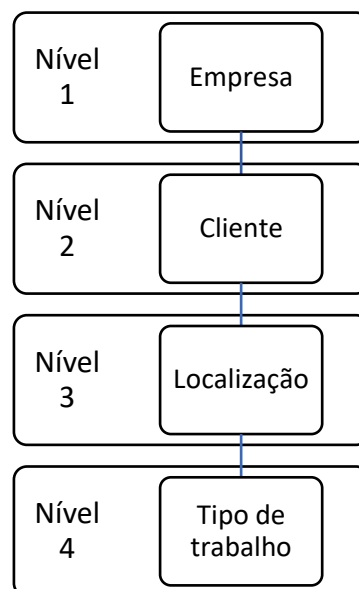 Nível
1
Empresa
Nível
2
Cliente
Nível
3
Localização
Nível
4
Tipo de
trabalho